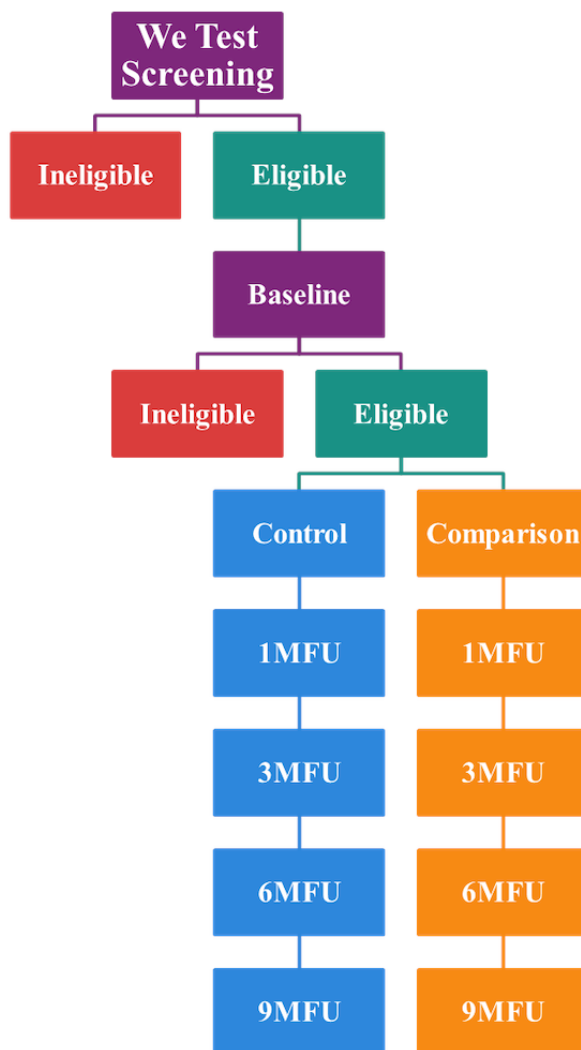 We Test
Screening
Ineligible
Eligible
Baseline
Ineligible
Eligible
Control
Comparison
1MFU
1MFU
3MFU
3MFU
6MFU
6MFU
9MFU
9MFU